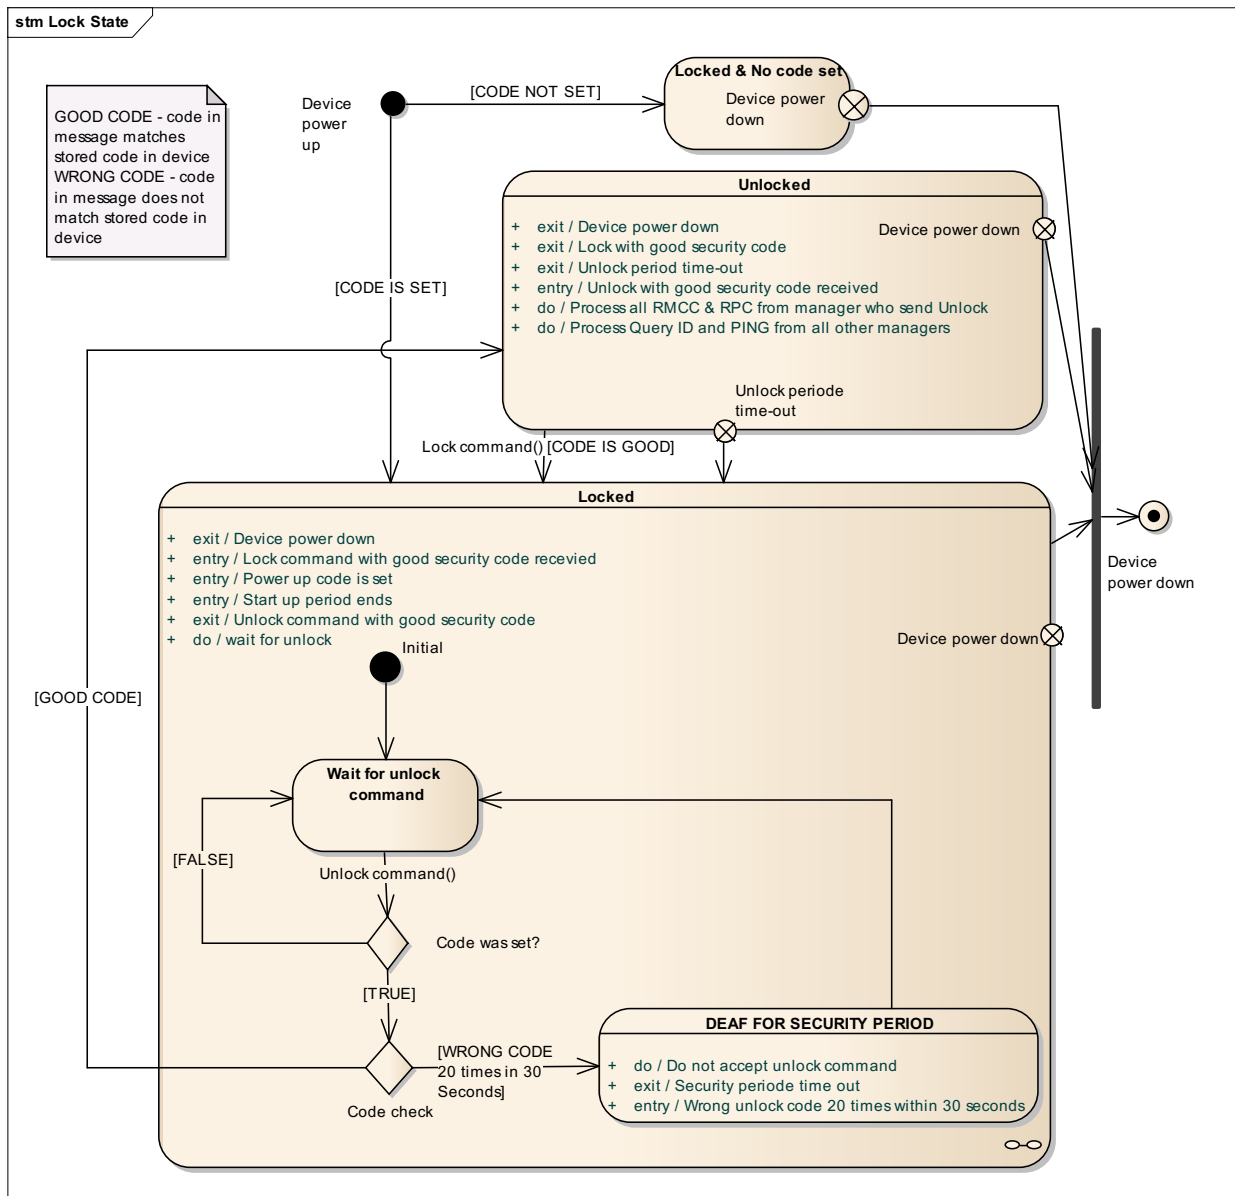 stm Lock State
GOOD CODE - code in
message matches
stored code in device
WRONG CODE - code
in message does not
match stored code in
device
Device
power
up
[CODE NOT SET]
Locked & No code set
Device power
down
[CODE IS SET]
Unlocked
+ exit / Device power down
+ exit / Lock with good security code
+ exit / Unlock period time-out
+ entry / Unlock with good security code received
+ do / Process all RMCC & RPC from manager who send Unlock
+ do / Process Query ID and PING from all other managers
Device power down
Unlock periode
time-out
Lock command() [CODE IS GOOD]
Locked
+ exit / Device power down
+ entry / Lock command with good security code recevied
+ entry / Power up code is set
+ entry / Start up period ends
+ exit / Unlock command with good security code
+ do / wait for unlock
Device
power down
Device power down
Initial
[GOOD CODE]
Wait for unlock
command
[FALSE]
Unlock command()
Code was set?
[TRUE]
[WRONG CODE
20 times in 30
Seconds]
Code check
DEAF FOR SECURITY PERIOD
+ do / Do not accept unlock command
+ exit / Security periode time out
+ entry / Wrong unlock code 20 times within 30 seconds